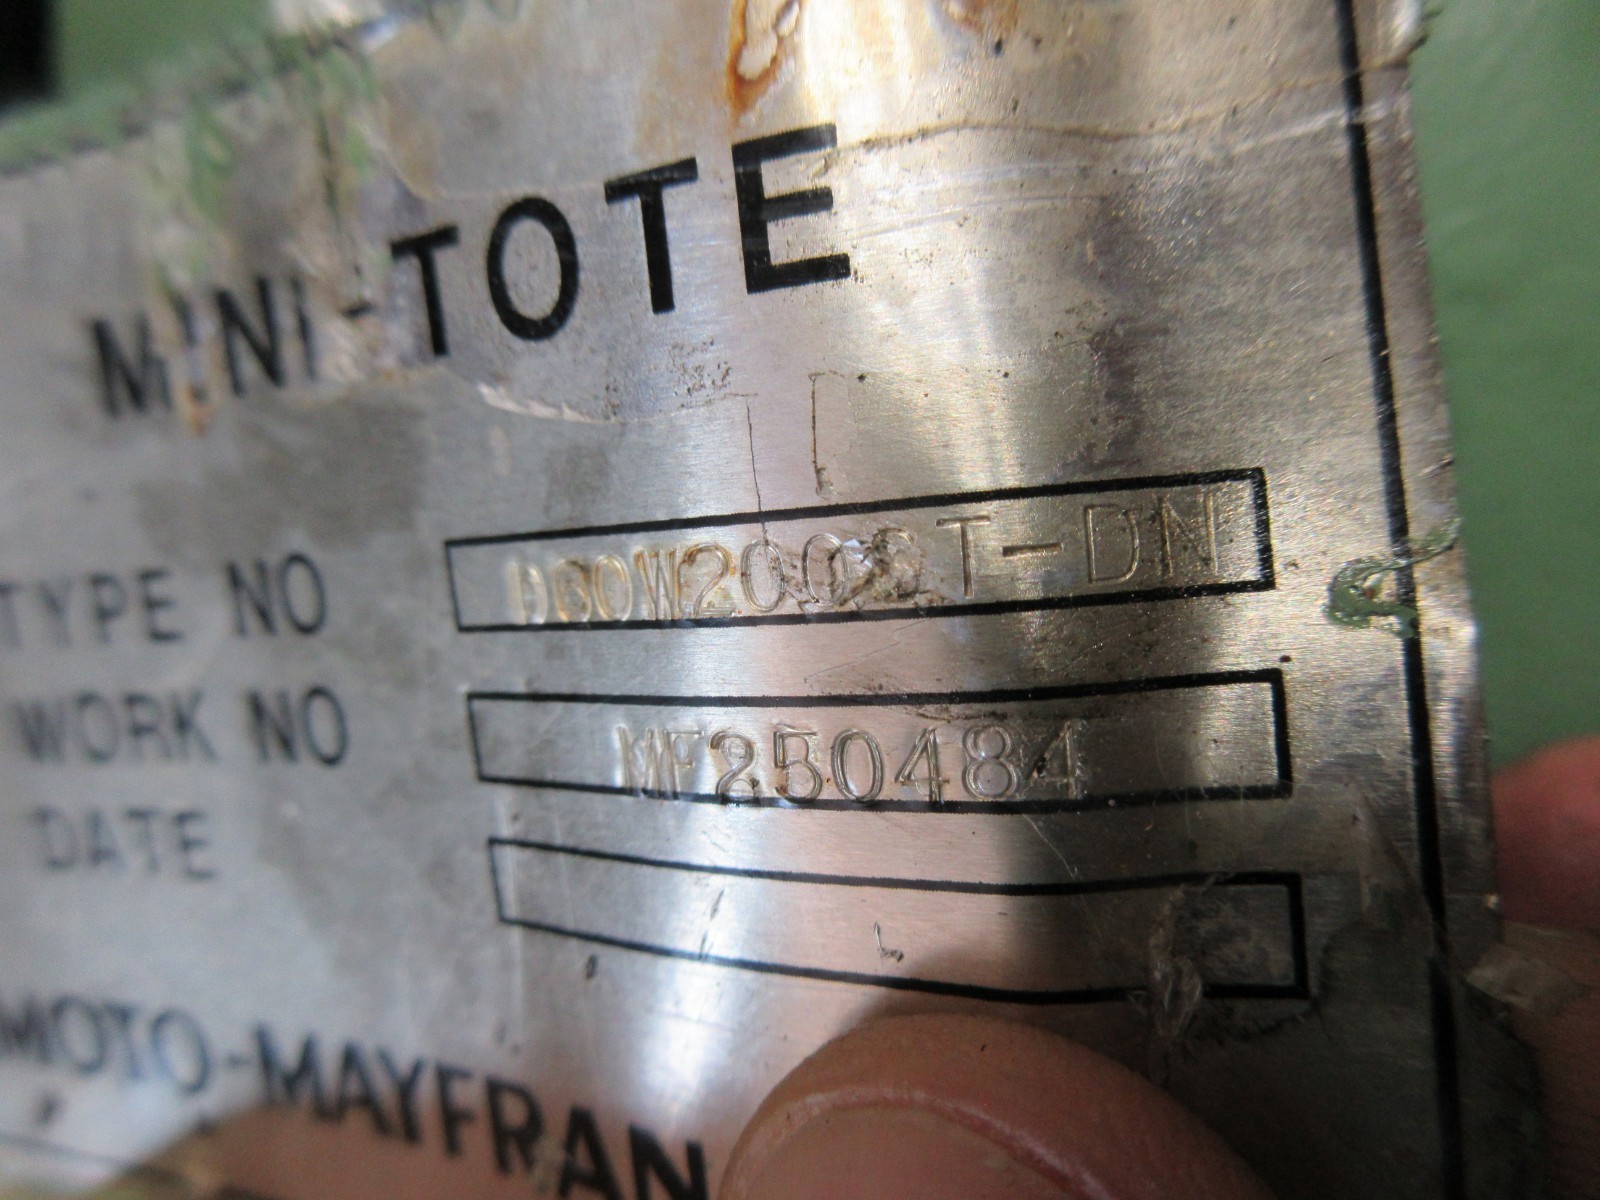 MINI-TOTE
TYPE NO
WORK NO MF250484
DATE
MOTO-MAYFRAN